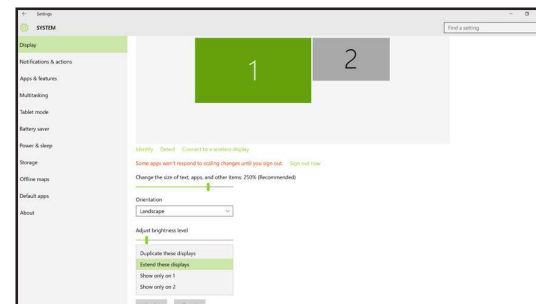 Settings
SYSTEM
Find a setting
Display
Notifications & actions
Apps & features
Multitasking
Tablet mode
Battery saver
Power & sleep
Storage
Offline maps
Default apps
About
1
2
Identify Detect Connect to a wireless display
Some apps won't respond to scaling changes until you sign out. Sign out now
Change the size of text, apps, and other items: 250% (Recommended)
Orientation
Landscape
Adjust brightness level
Duplicate these displays
Extend these displays
Show only on 1
Show only on 2